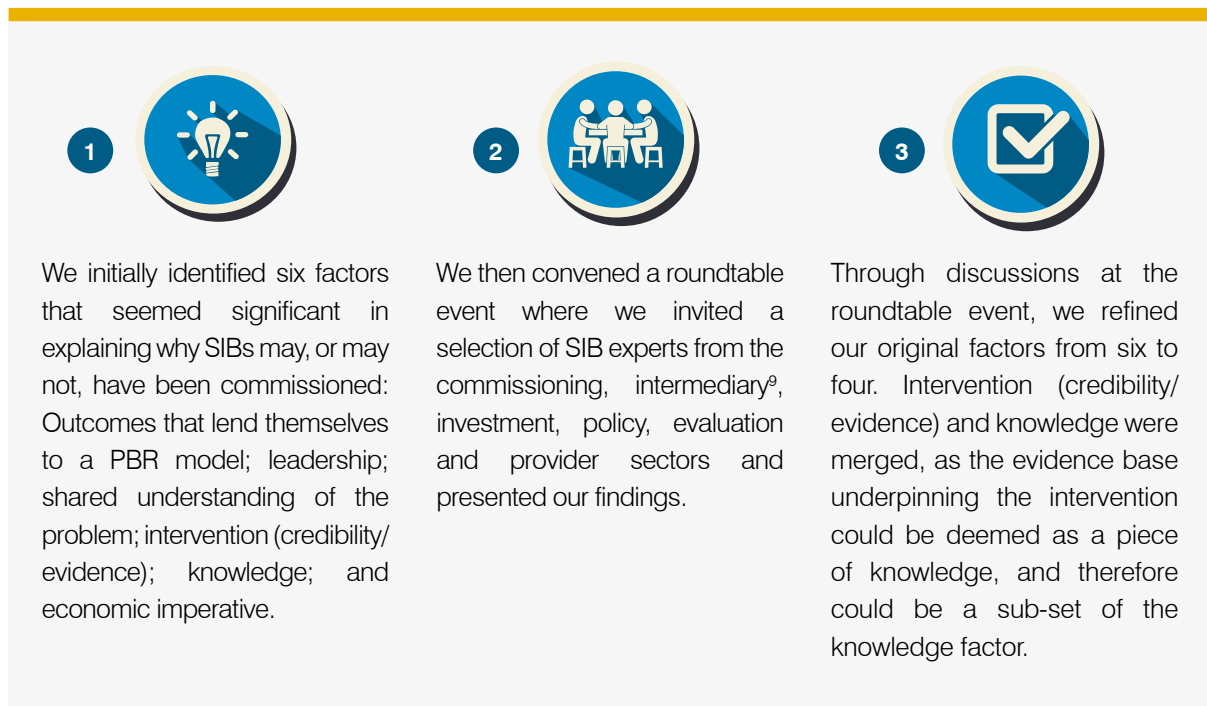 1
We initially identified six factors
that seemed significant in
explaining why SIBs may, or may
not, have been commissioned:
Outcomes that lend themselves
to a PBR model; leadership;
shared understanding of the
problem; intervention (credibility/
evidence); knowledge; and
economic imperative.
2
We then convened a roundtable
event where we invited a
selection of SIB experts from the
commissioning, intermediary⁹,
investment, policy, evaluation
and provider sectors and
presented our findings.
3
Through discussions at the
roundtable event, we refined
our original factors from six to
four. Intervention (credibility/
evidence) and knowledge were
merged, as the evidence base
underpinning the intervention
could be deemed as a piece
of knowledge, and therefore
could be a sub-set of the
knowledge factor.